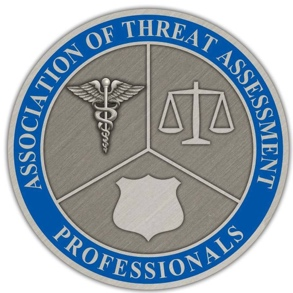 ASSOCIATION OF THREAT ASSESSMENT
PROFESSIONALS